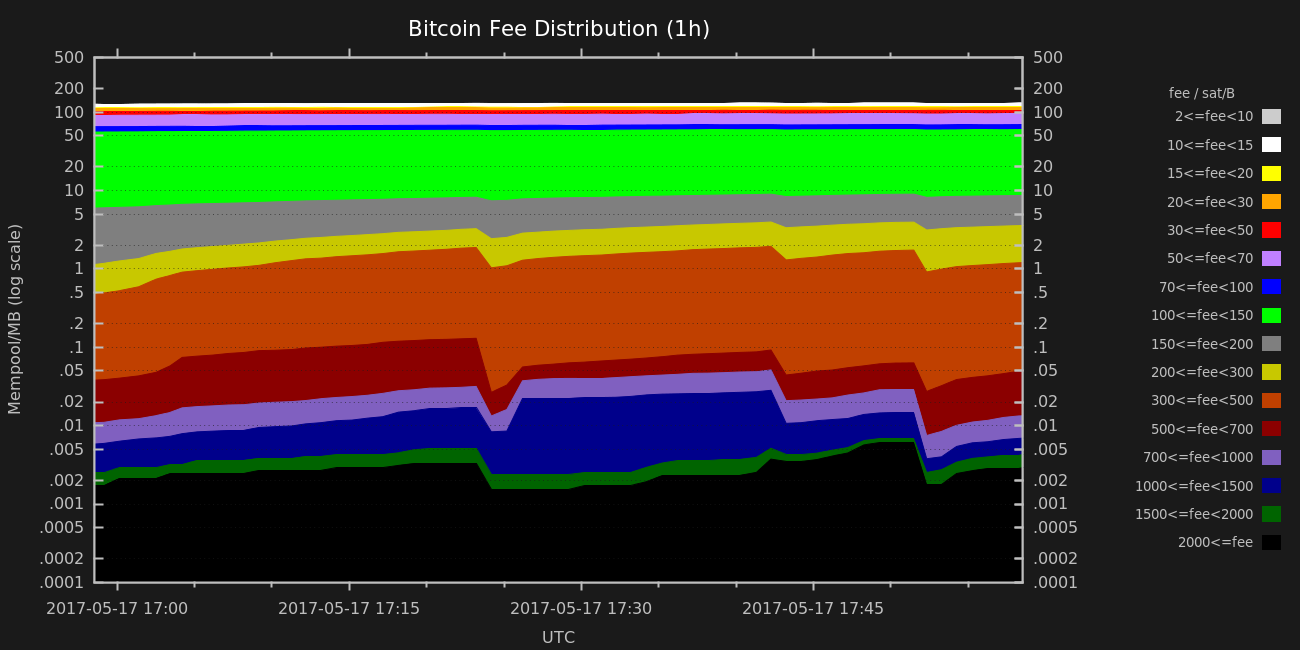 Bitcoin Fee Distribution (1h)
500 500
200 200
100 100
50 50
20 20
10 10
5 5
2 2
1 1
.5 .5
.2 .2
.1 .1
.05 .05
.02 .02
.01 .01
.005 .005
.002 .002
.001 .001
.0005 .0005
.0002 .0002
.0001 .0001
Mempool/MB (log scale)
2017-05-17 17:00 2017-05-17 17:15 2017-05-17 17:30 2017-05-17 17:45
UTC
fee / sat/B
2<=fee<10
10<=fee<15
15<=fee<20
20<=fee<30
30<=fee<50
50<=fee<70
70<=fee<100
100<=fee<150
150<=fee<200
200<=fee<300
300<=fee<500
500<=fee<700
700<=fee<1000
1000<=fee<1500
1500<=fee<2000
2000<=fee